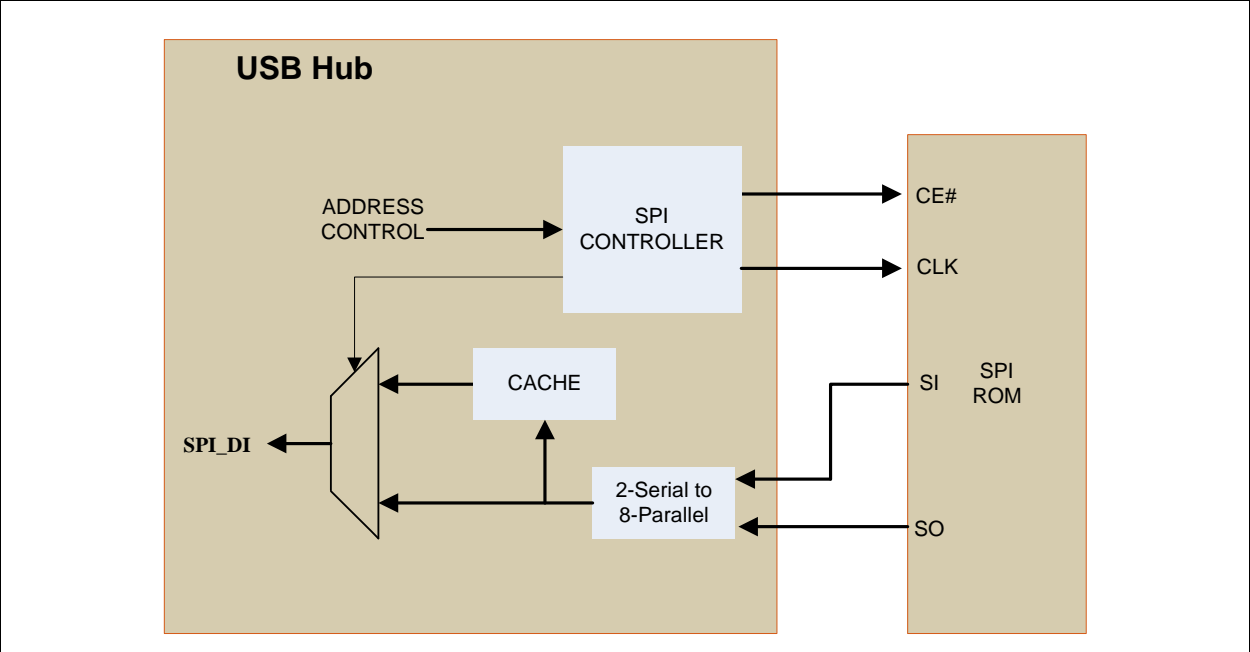 USB Hub
ADDRESS
CONTROL
SPI
CONTROLLER
CE#
CLK
CACHE
SI
SPI
ROM
SPI_DI
2-Serial to
8-Parallel
SO